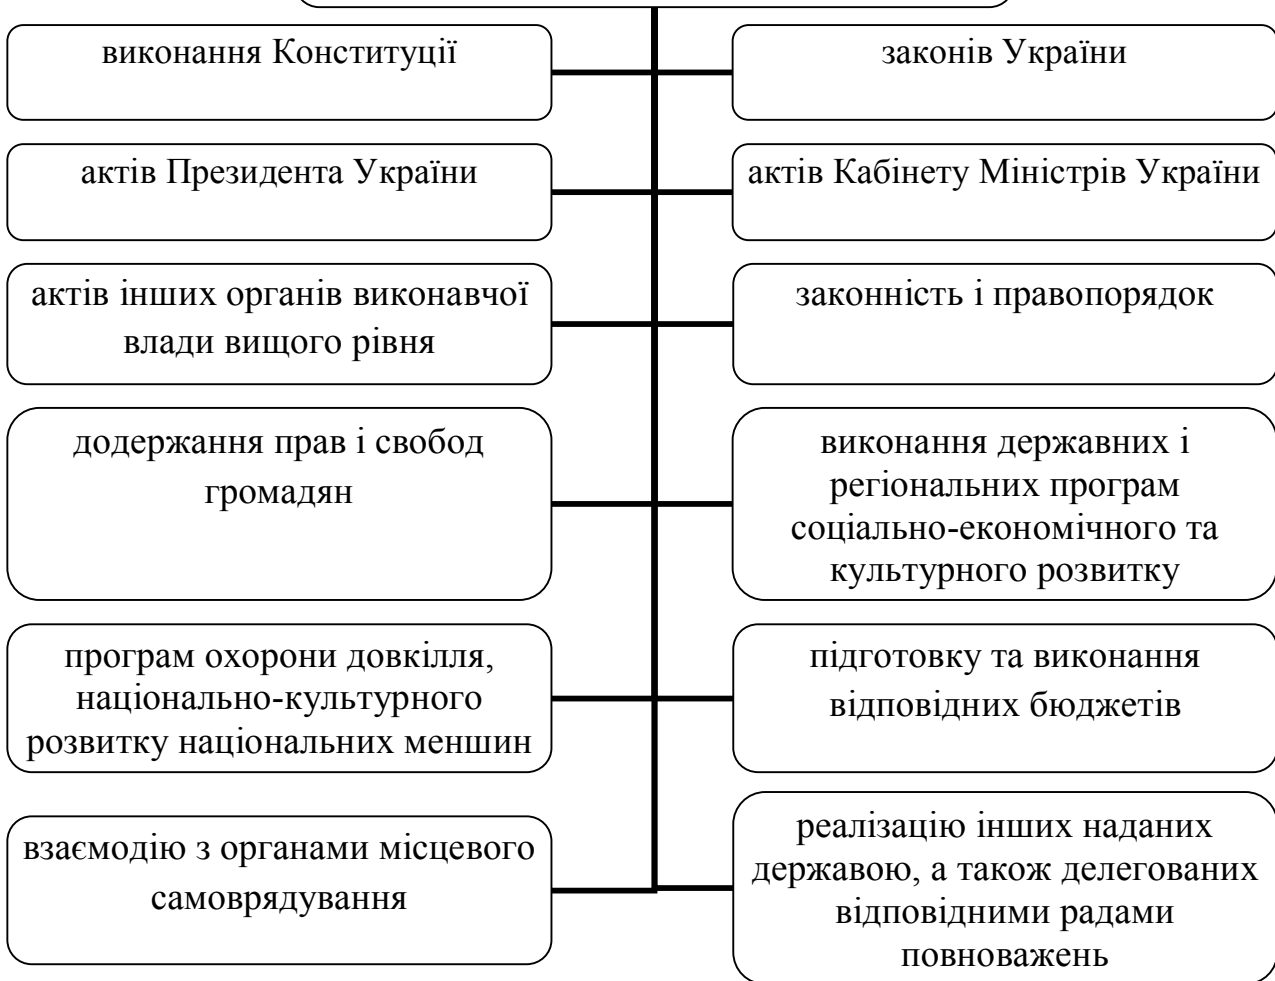 виконання Конституції
законів України
актів Президента України
актів Кабінету Міністрів України
актів інших органів виконавчої
влади вищого рівня
законність і правопорядок
додержання прав і свобод
громадян
виконання державних і
регіональних програм
соціально-економічного та
культурного розвитку
програм охорони довкілля,
національно-культурного
розвитку національних меншин
підготовку та виконання
відповідних бюджетів
взаємодію з органами місцевого
самоврядування
реалізацію інших наданих
державою, а також делегованих
відповідними радами
повноважень